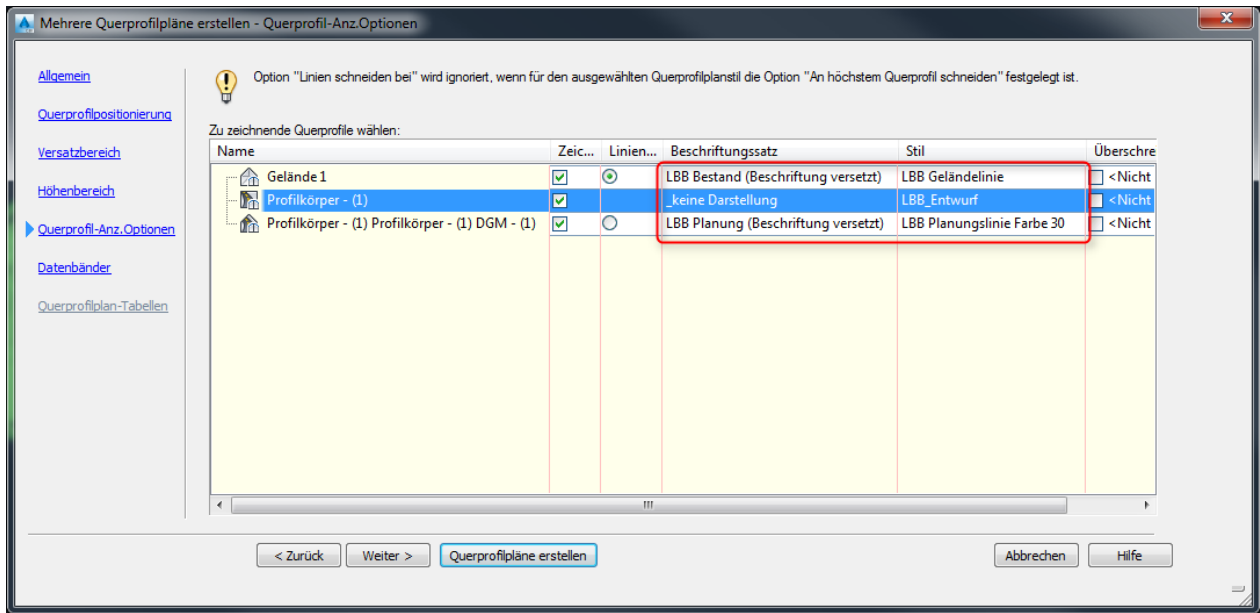 Mehrere Querprofilpläne erstellen - Querprofil-Anz.Optionen
Allgemein
Querprofilpositionierung
Versatzbereich
Höhenbereich
Querprofil-Anz.Optionen
Datenbänder
Querprofilplan-Tabellen
Option "Linien schneiden bei" wird ignoriert, wenn für den ausgewählten Querprofilplanstil die Option "An höchstem Querprofil schneiden" festgelegt ist.
Zu zeichnende Querprofile wählen:
Name Zeic... Linien... Beschriftungssatz Stil Überschre
Gelände 1 LBB Bestand (Beschriftung versetzt) LBB Geländelinie <Nicht
Profilkörper - (1) _keine Darstellung LBB_Entwurf <Nicht
Profilkörper - (1) Profilkörper - (1) DGM - (1) LBB Planung (Beschriftung versetzt) LBB Planungslinie Farbe 30 <Nicht
< Zurück Weiter > Querprofilpläne erstellen Abbrechen Hilfe